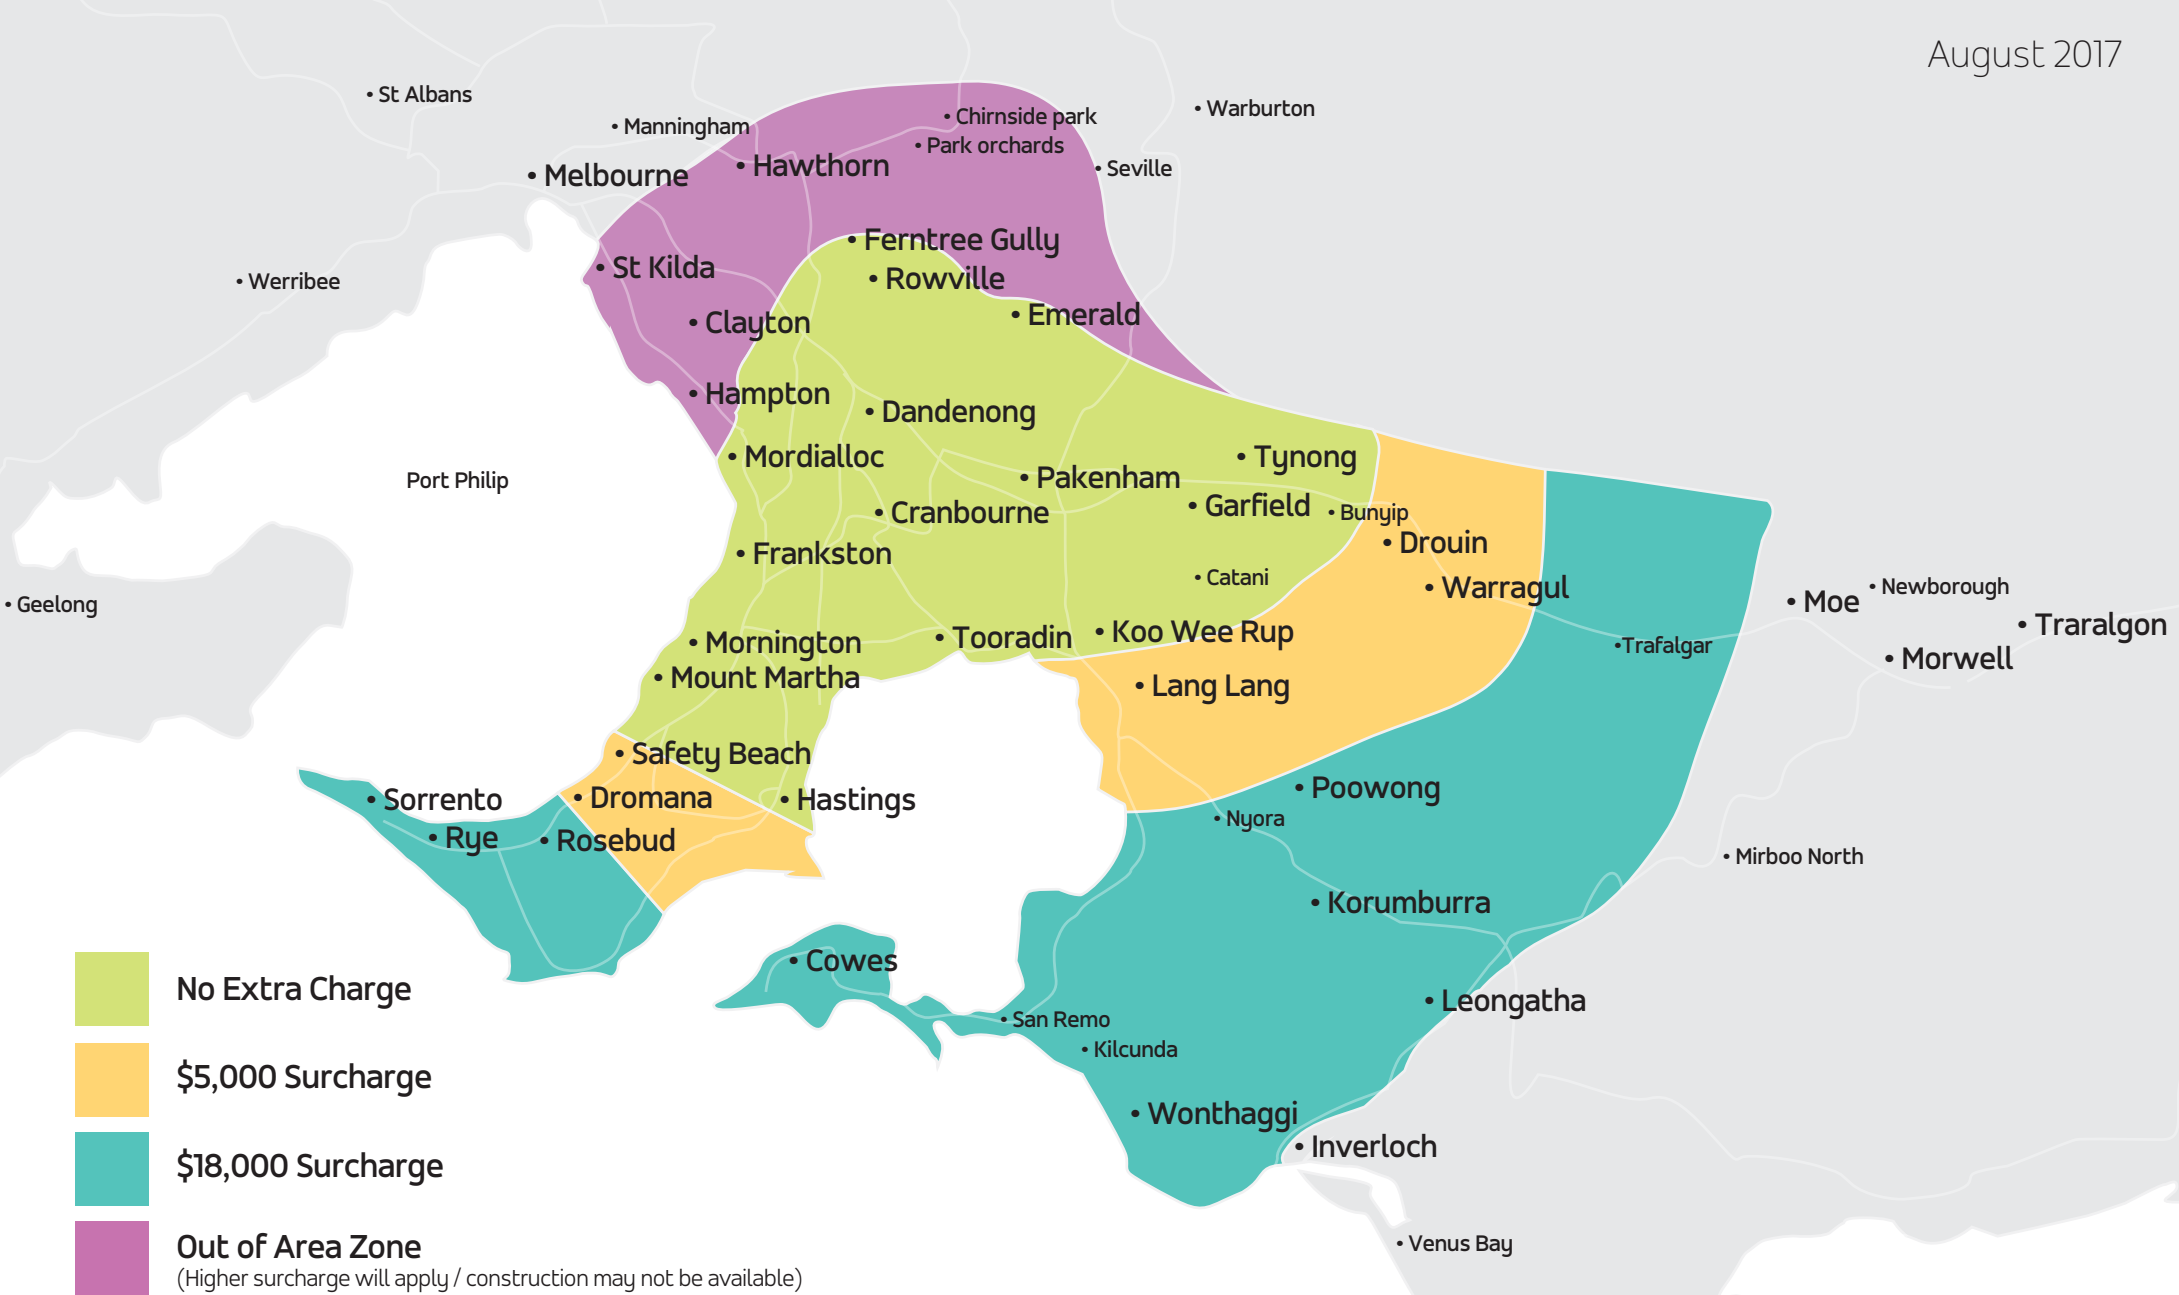 August 2017
St Albans
Warburton
Manningham
Chirnside park
Park orchards
Melbourne
Hawthorn
Seville
Ferntree Gully
St Kilda
Rowville
Werribee
Emerald
Clayton
Hampton
Dandenong
Mordialloc
Tynong
Port Philip
Pakenham
Garfield
Cranbourne
Bunyip
Drouin
Frankston
Catani
Warragul
Newborough
Moe
Geelong
Traralgon
Koo Wee Rup
Tooradin
Mornington
Trafalgar
Morwell
Mount Martha
Lang Lang
Safety Beach
Poowong
Dromana
Sorrento
Hastings
Nyora
Rye
Rosebud
Mirboo North
Korumburra
Cowes
No Extra Charge
Leongatha
San Remo
Kilcunda
$5,000 Surcharge
Wonthaggi
Inverloch
$18,000 Surcharge
Venus Bay
Out of Area Zone
(Higher surcharge will apply / construction may not be available)